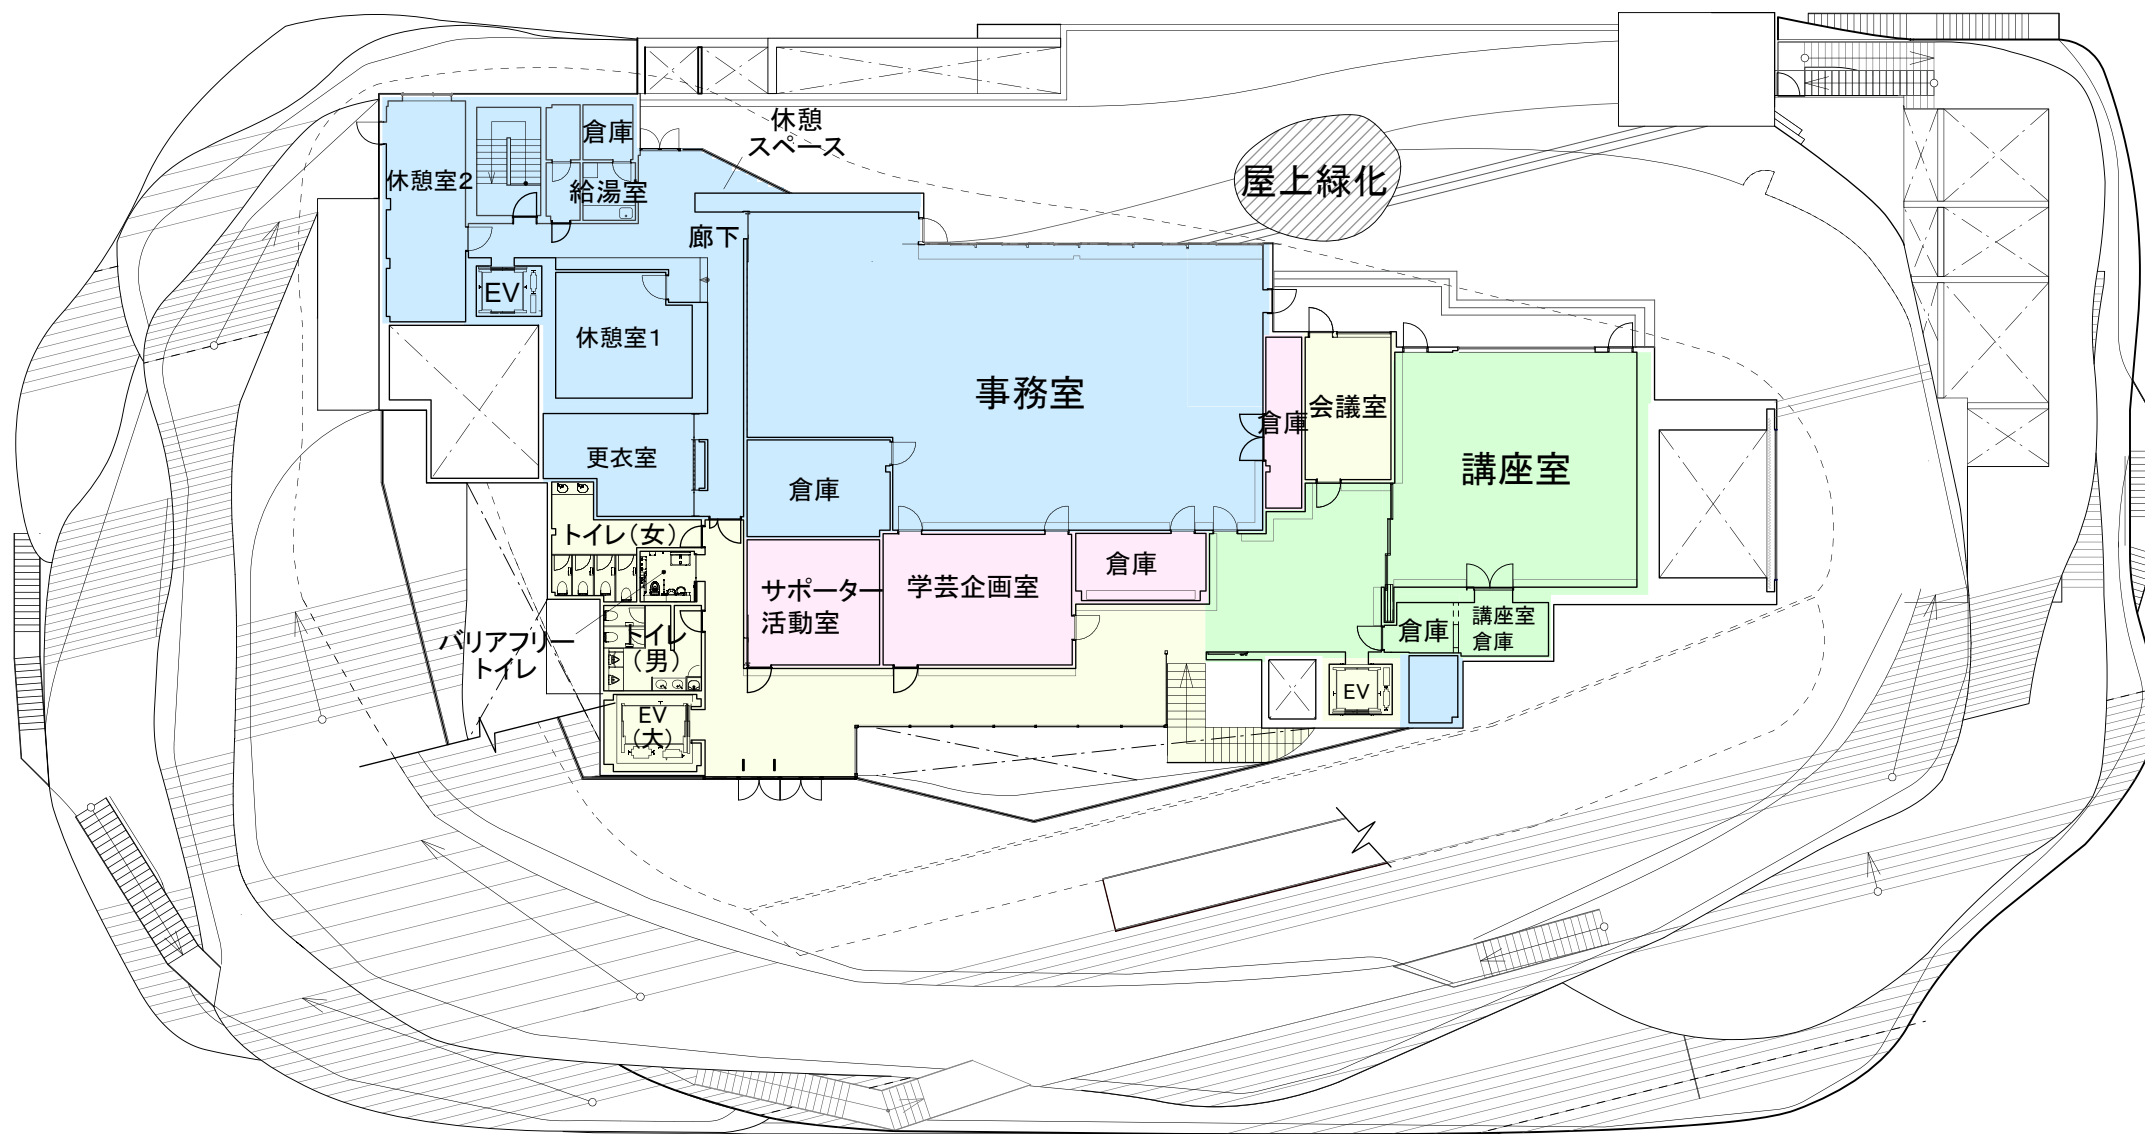 休憩
スペース
倉庫
休憩室2
給湯室
屋上緑化
廊下
EV
休憩室1
事務室
倉庫
会議室
更衣室
倉庫
講座室
トイレ（女）
サポーター
活動室
学芸企画室
倉庫
バリアフリー
トイレ
トイレ
（男）
倉庫
講座室
倉庫
EV
（大）
EV